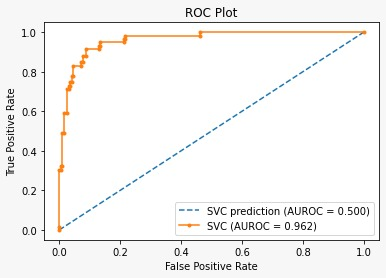 ROC Plot
1.0
0.8
0.6
0.4
0.2
0.0
True Positive Rate
SVC prediction (AUROC = 0.500)
SVC (AUROC = 0.962)
0.0 0.2 0.4 0.6 0.8 1.0
False Positive Rate